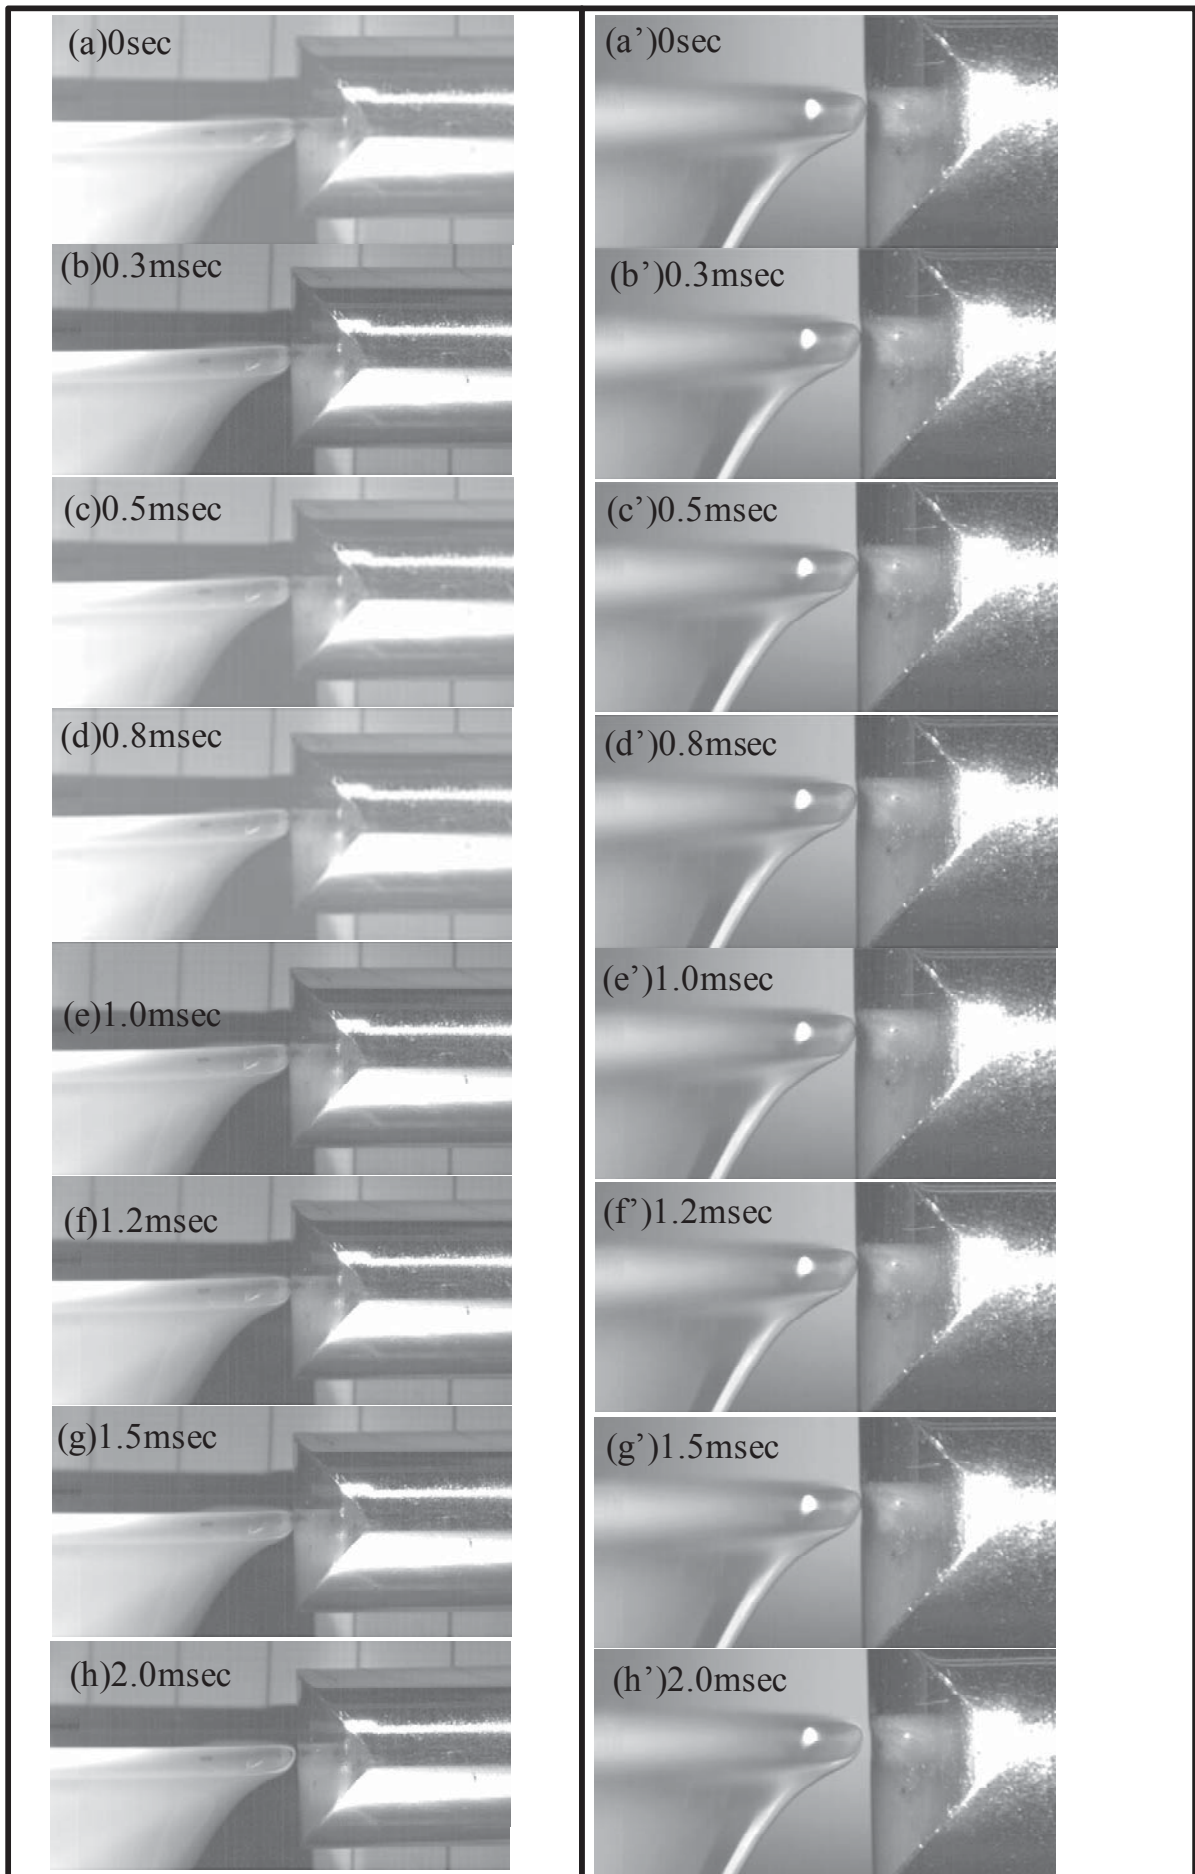 (a)0sec
(b)0.3msec
(c)0.5msec
(d)0.8msec
(e)1.0msec
(f)1.2msec
(g)1.5msec
(h)2.0msec
(a’)0sec
(b’)0.3msec
(c’)0.5msec
(d’)0.8msec
(e’)1.0msec
(f’)1.2msec
(g’)1.5msec
(h’)2.0msec